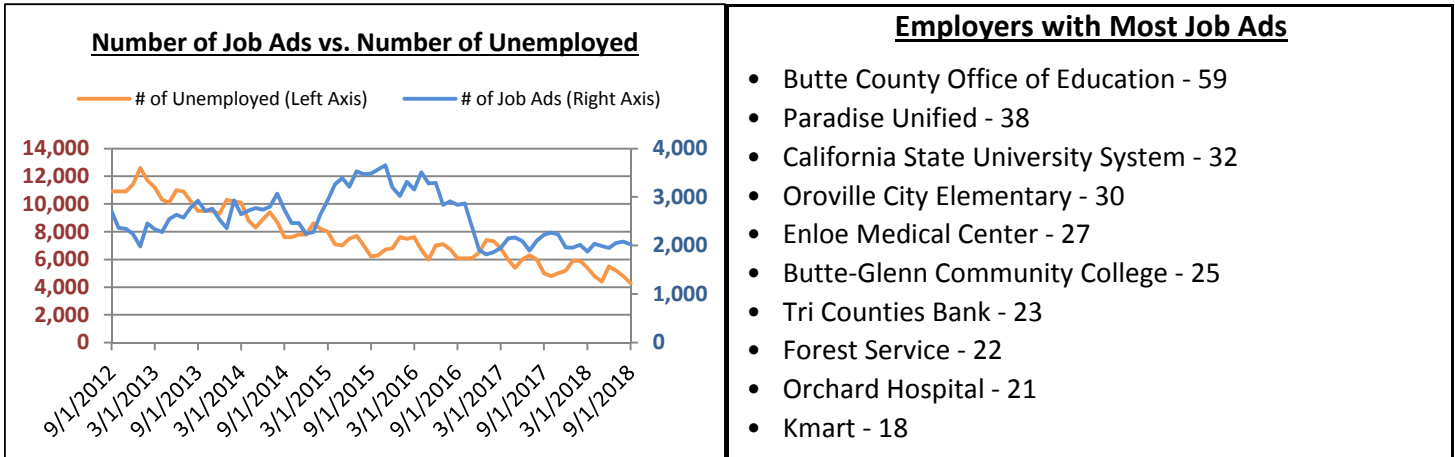 Number of Job Ads vs. Number of Unemployed
# of Unemployed (Left Axis)
# of Job Ads (Right Axis)
14,000
12,000
10,000
8,000
6,000
4,000
2,000
0
4,000
3,000
2,000
1,000
0
9/1/2012
3/1/2013
9/1/2013
3/1/2014
9/1/2014
3/1/2015
9/1/2015
3/1/2016
9/1/2016
3/1/2017
9/1/2017
3/1/2018
9/1/2018
Employers with Most Job Ads
• Butte County Office of Education - 59
• Paradise Unified - 38
• California State University System - 32
• Oroville City Elementary - 30
• Enloe Medical Center - 27
• Butte-Glenn Community College - 25
• Tri Counties Bank - 23
• Forest Service - 22
• Orchard Hospital - 21
• Kmart - 18